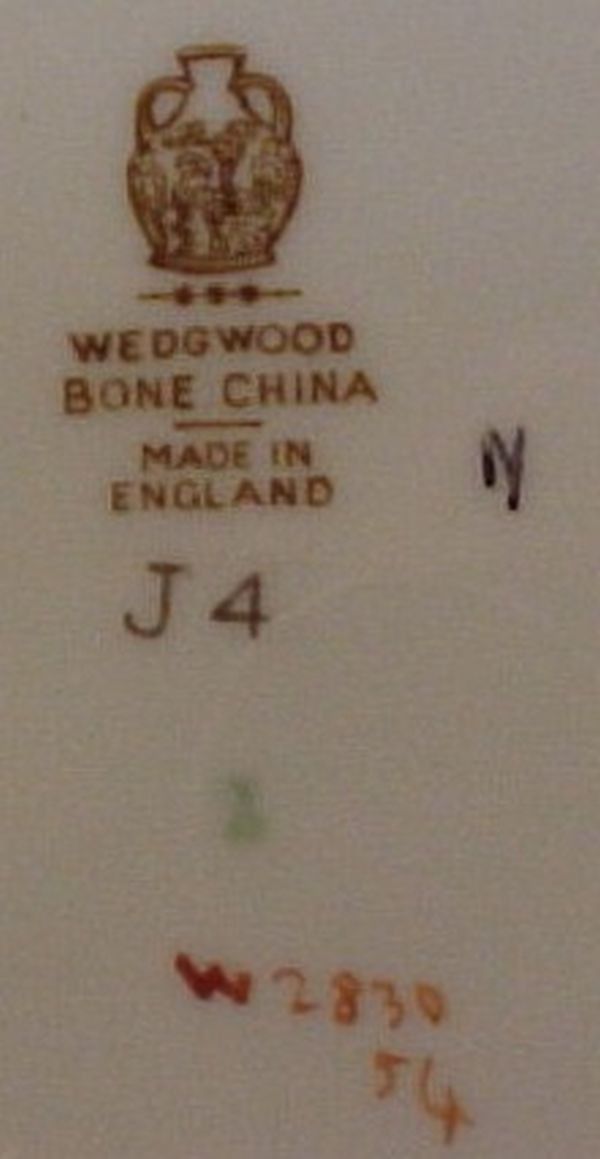 WEDGWOOD
BONE CHINA
MADE IN
ENGLAND
N
J4
W2830
54